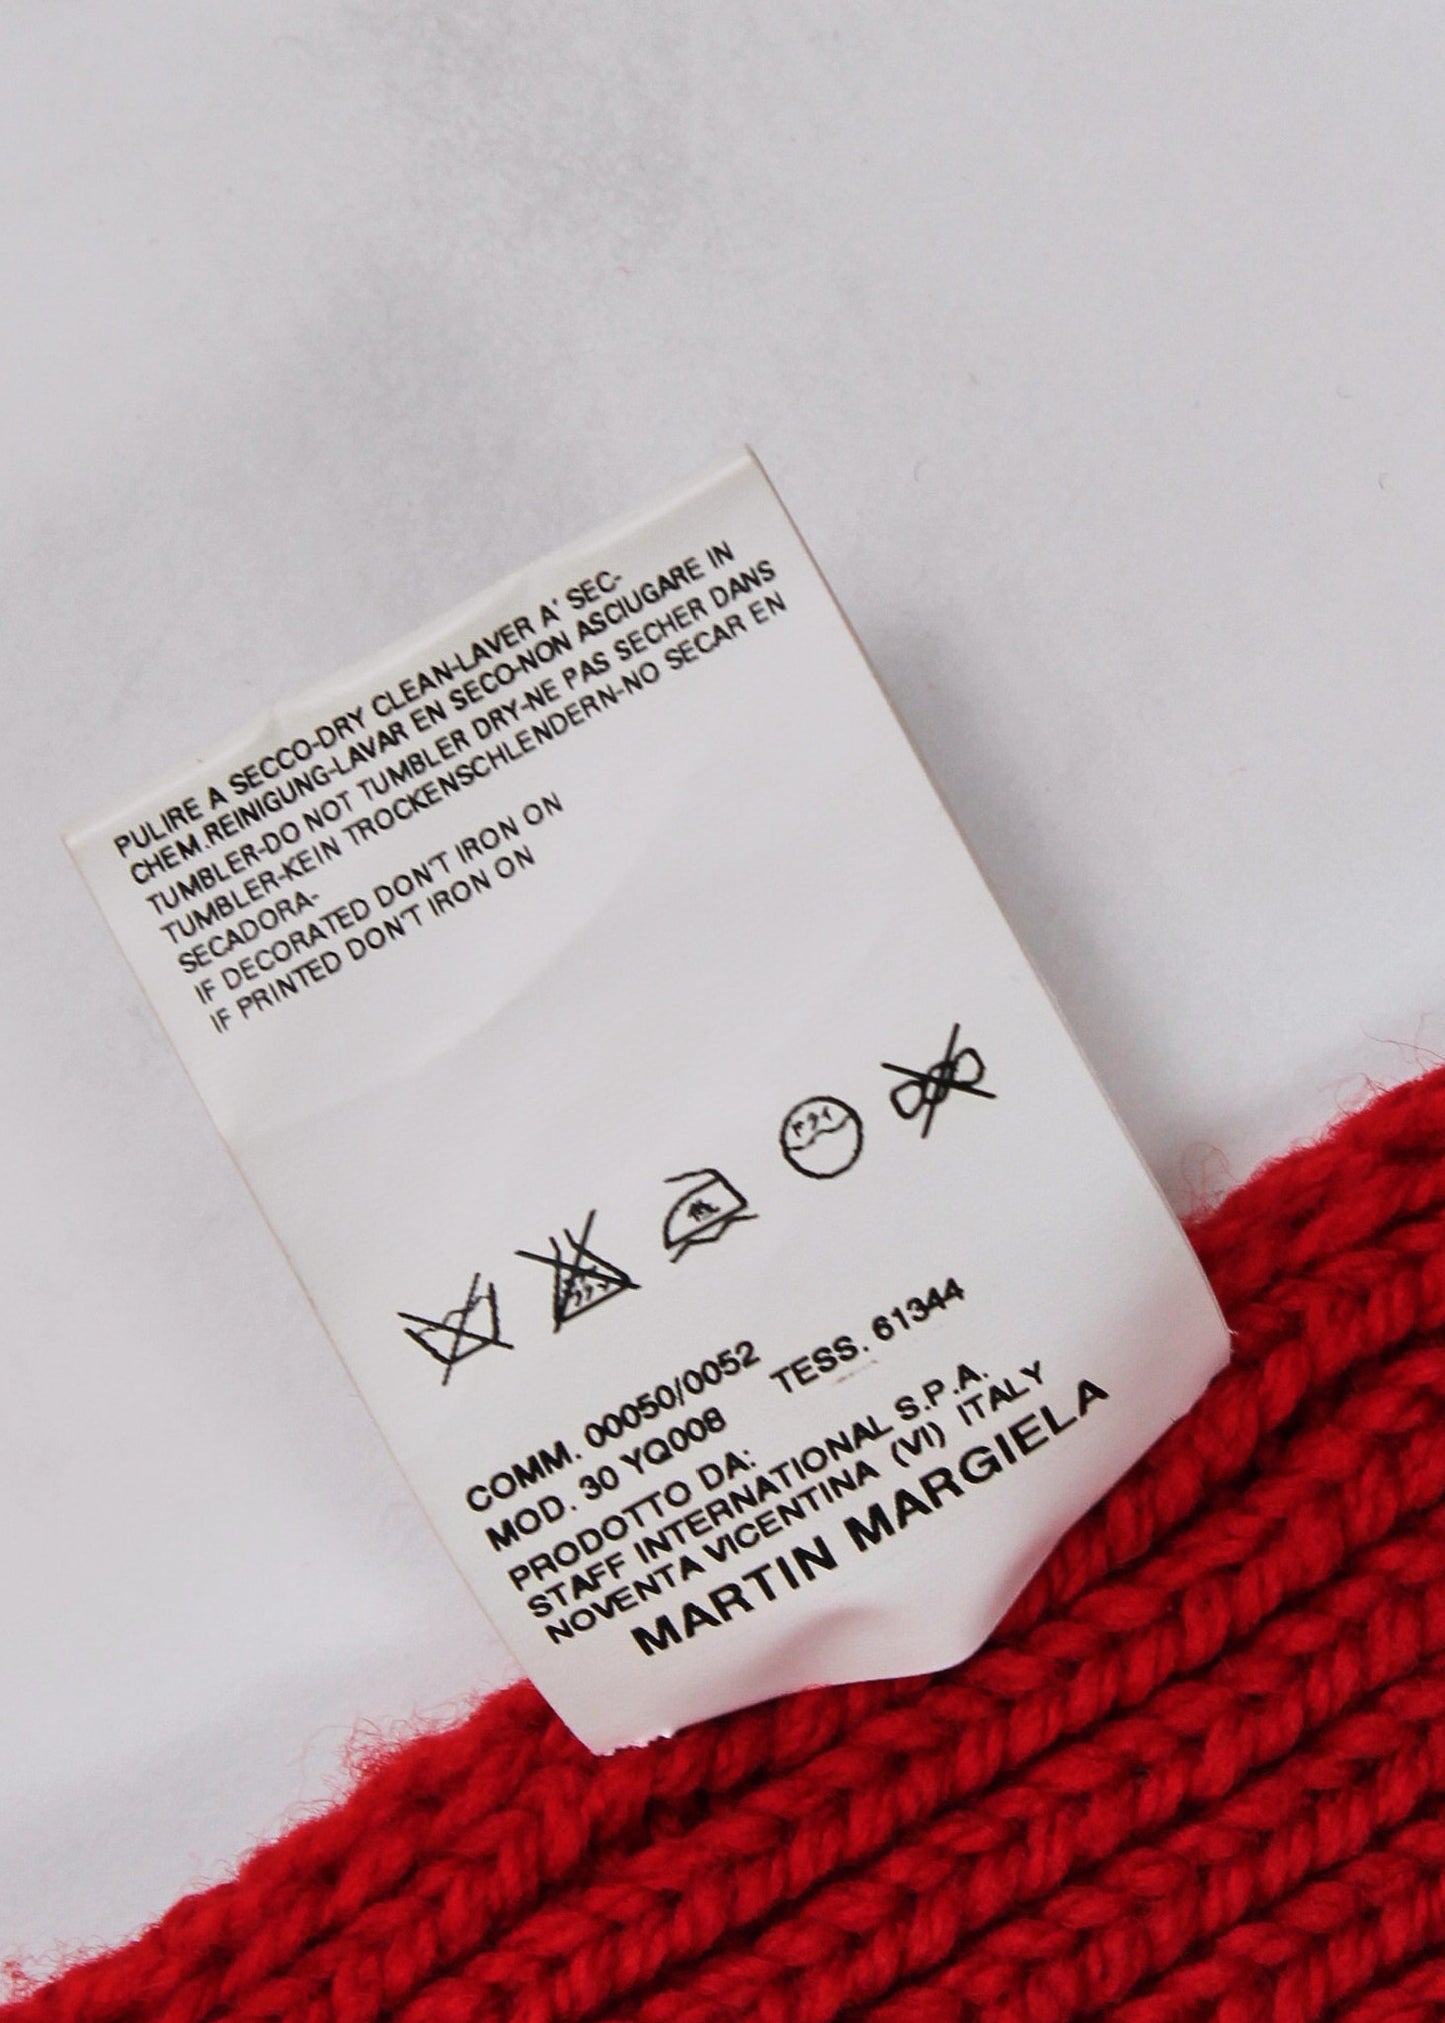 PULIRE A SECCO-DRY CLEAN-LAVER A' SEC-
CHEM.REINIGUNG-LAVAR EN SECO-NON ASCIUGARE IN
TUMBLER-DO NOT TUMBLER DRY-NE PAS SECHER DANS
TUMBLER-KEIN TROCKENSCHLENDERN-NO SECAR EN
SECADORA-
IF DECORATED DON'T IRON ON
IF PRINTED DON'T IRON ON
ドライ
COMM. 00050/0052
MOD. 30 YQ008 TESS. 61344
PRODOTTO DA:
STAFF INTERNATIONAL S.P.A.
NOVENTA VICENTINA (VI) ITALY
MARTIN MARGIELA